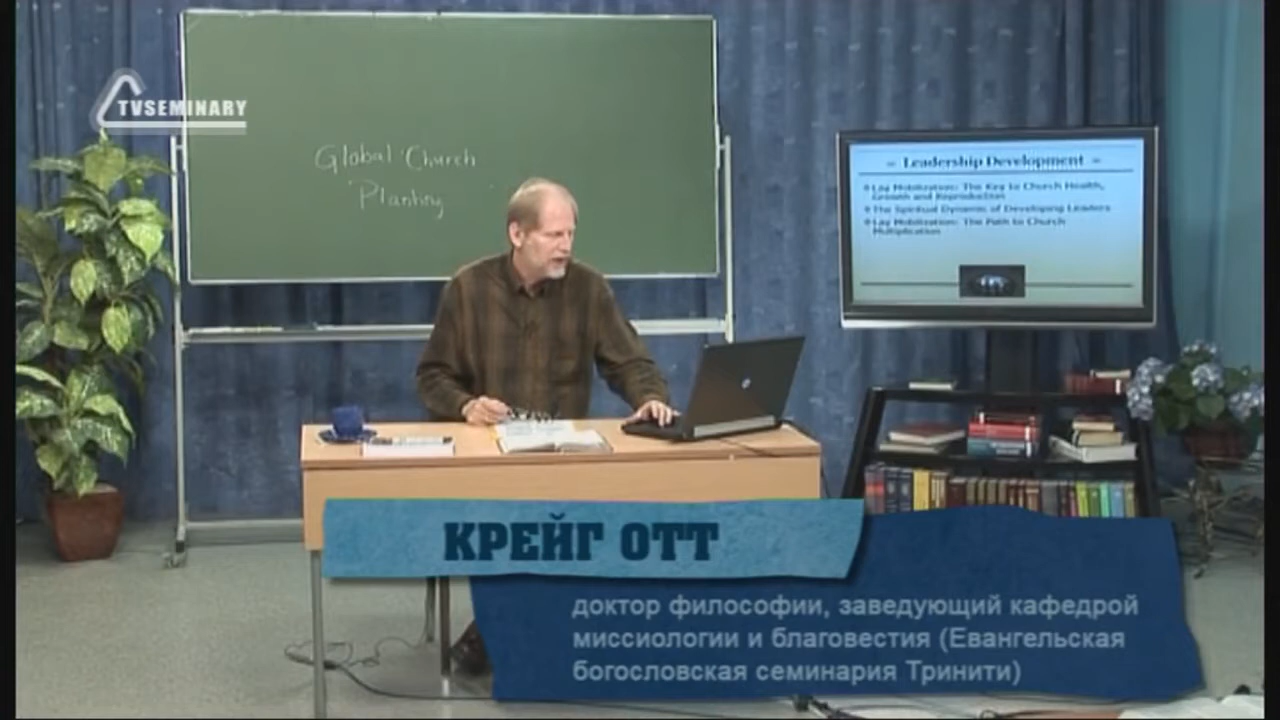 TVSEMINARY
Global Church
Planting
Leadership Development
Lay Mobilization: The Key to Church Health,
Growth and Reproduction
The Spiritual Dynamic of Developing Leaders
Lay Mobilization: The Path to Church
Multiplication
КРЕЙГ ОТТ
доктор философии, заведующий кафедрой
миссиологии и благовестия (Евангельская
богословская семинария Тринити)